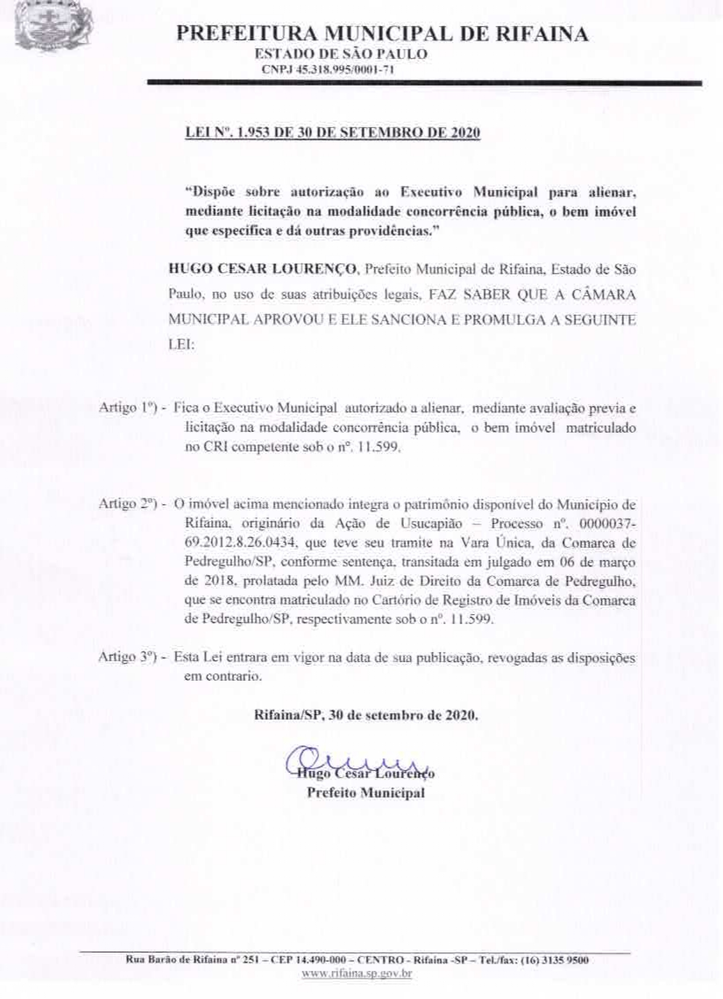 PREFEITURA MUNICIPAL DE RIFAINA
ESTADO DE SÃO PAULO
CNPJ 45.318.995/0001-71
LEI Nº. 1.953 DE 30 DE SETEMBRO DE 2020
“Dispõe sobre autorização ao Executivo Municipal para alienar,
mediante licitação na modalidade concorrência pública, o bem imóvel
que especifica e dá outras providências.”
HUGO CESAR LOURENÇO, Prefeito Municipal de Rifaina, Estado de São
Paulo, no uso de suas atribuições legais, FAZ SABER QUE A CÂMARA
MUNICIPAL APROVOU E ELE SANCIONA E PROMULGA A SEGUINTE
LEI:
Artigo 1º) - Fica o Executivo Municipal autorizado a alienar, mediante avaliação previa e
licitação na modalidade concorrência pública, o bem imóvel matriculado
no CRI competente sob o nº. 11.599.
Artigo 2º) - O imóvel acima mencionado integra o patrimônio disponível do Município de
Rifaina, originário da Ação de Usucapião – Processo nº. 0000037-
69.2012.8.26.0434, que teve seu tramite na Vara Única, da Comarca de
Pedregulho/SP, conforme sentença, transitada em julgado em 06 de março
de 2018, prolatada pelo MM. Juiz de Direito da Comarca de Pedregulho,
que se encontra matriculado no Cartório de Registro de Imóveis da Comarca
de Pedregulho/SP, respectivamente sob o nº. 11.599.
Artigo 3º) - Esta Lei entrara em vigor na data de sua publicação, revogadas as disposições
em contrario.
Rifaina/SP, 30 de setembro de 2020.
Hugo Cesar Lourenço
Prefeito Municipal
Rua Barão de Rifaina nº 251 – CEP 14.490-000 – CENTRO - Rifaina -SP – Tel./fax: (16) 3135 9500
www.rifaina.sp.gov.br